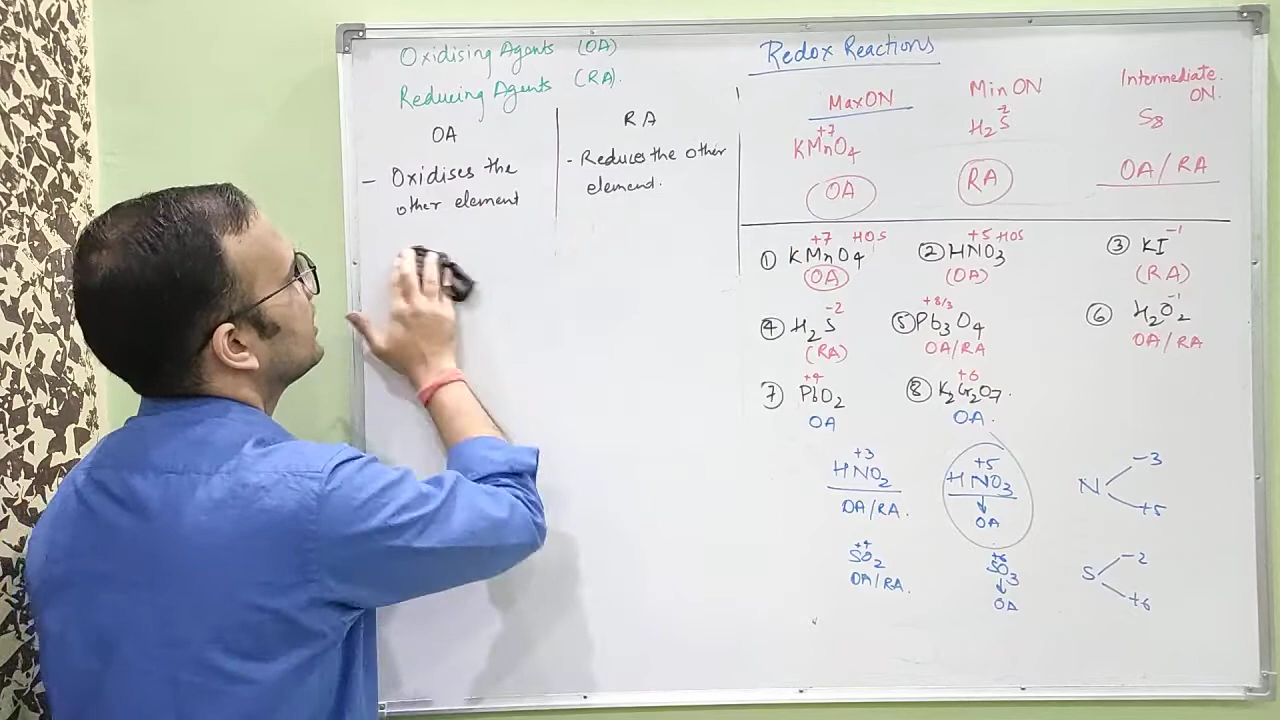 Oxidising Agents (OA)
Reducing Agents (RA).
OA
- Oxidises the
other element
RA
- Reduces the other
element.
Redox Reactions
Max ON
+7
KMnO4
OA
Min ON
-2
H2S
RA
Intermediate.
ON.
S8
OA/RA
+7 HOS
① KMnO4
(OA)
+5 HOS
② HNO3
(OA)
-1
③ KI
(RA)
-2
④ H2S
(RA)
+8/3
⑤ Pb3O4
OA/RA
-1
⑥ H2O2
OA/RA
+4
⑦ PbO2
OA
+6
⑧ K2Cr2O7.
OA.
+3
HNO2
OA/RA.
+5
HNO3
↓
OA
-3
N
+5
+4
SO2
OA/RA.
+6
SO3
↓
OA
-2
S
+6